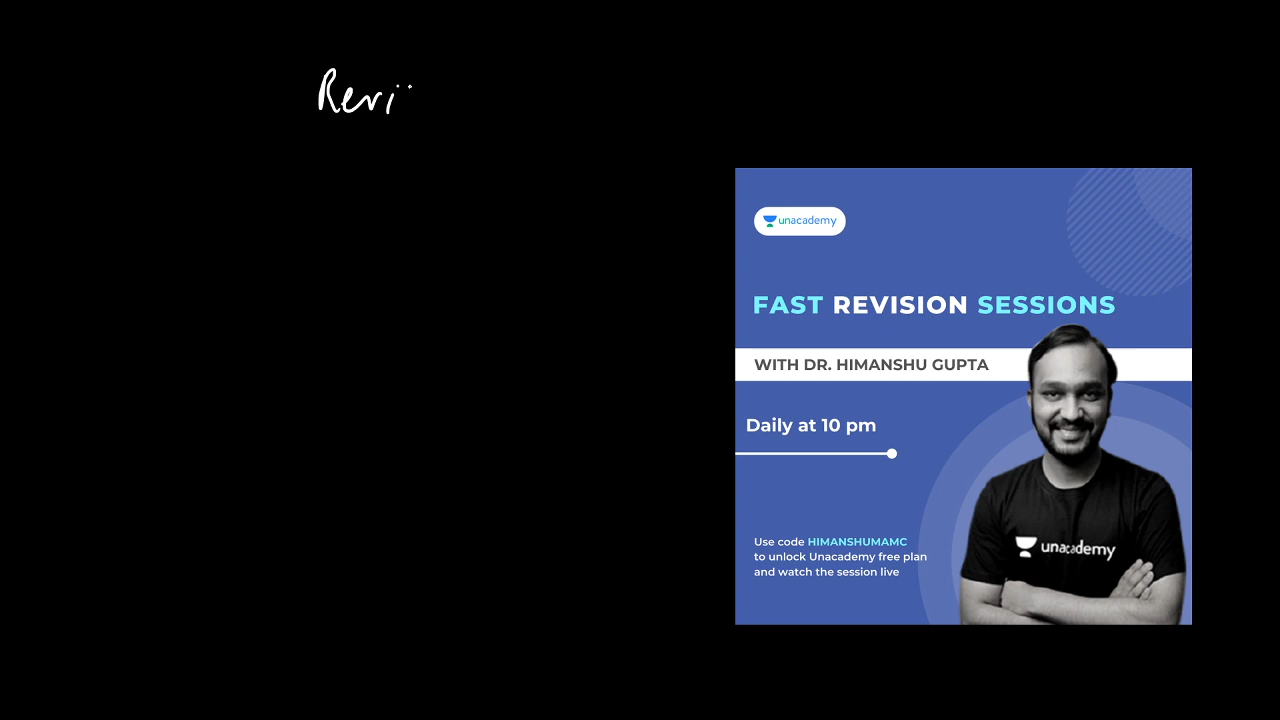 Revi
unacademy
FAST REVISION SESSIONS
WITH DR. HIMANSHU GUPTA
Daily at 10 pm
Use code HIMANSHUMAMC
to unlock Unacademy free plan
and watch the session live
unacademy